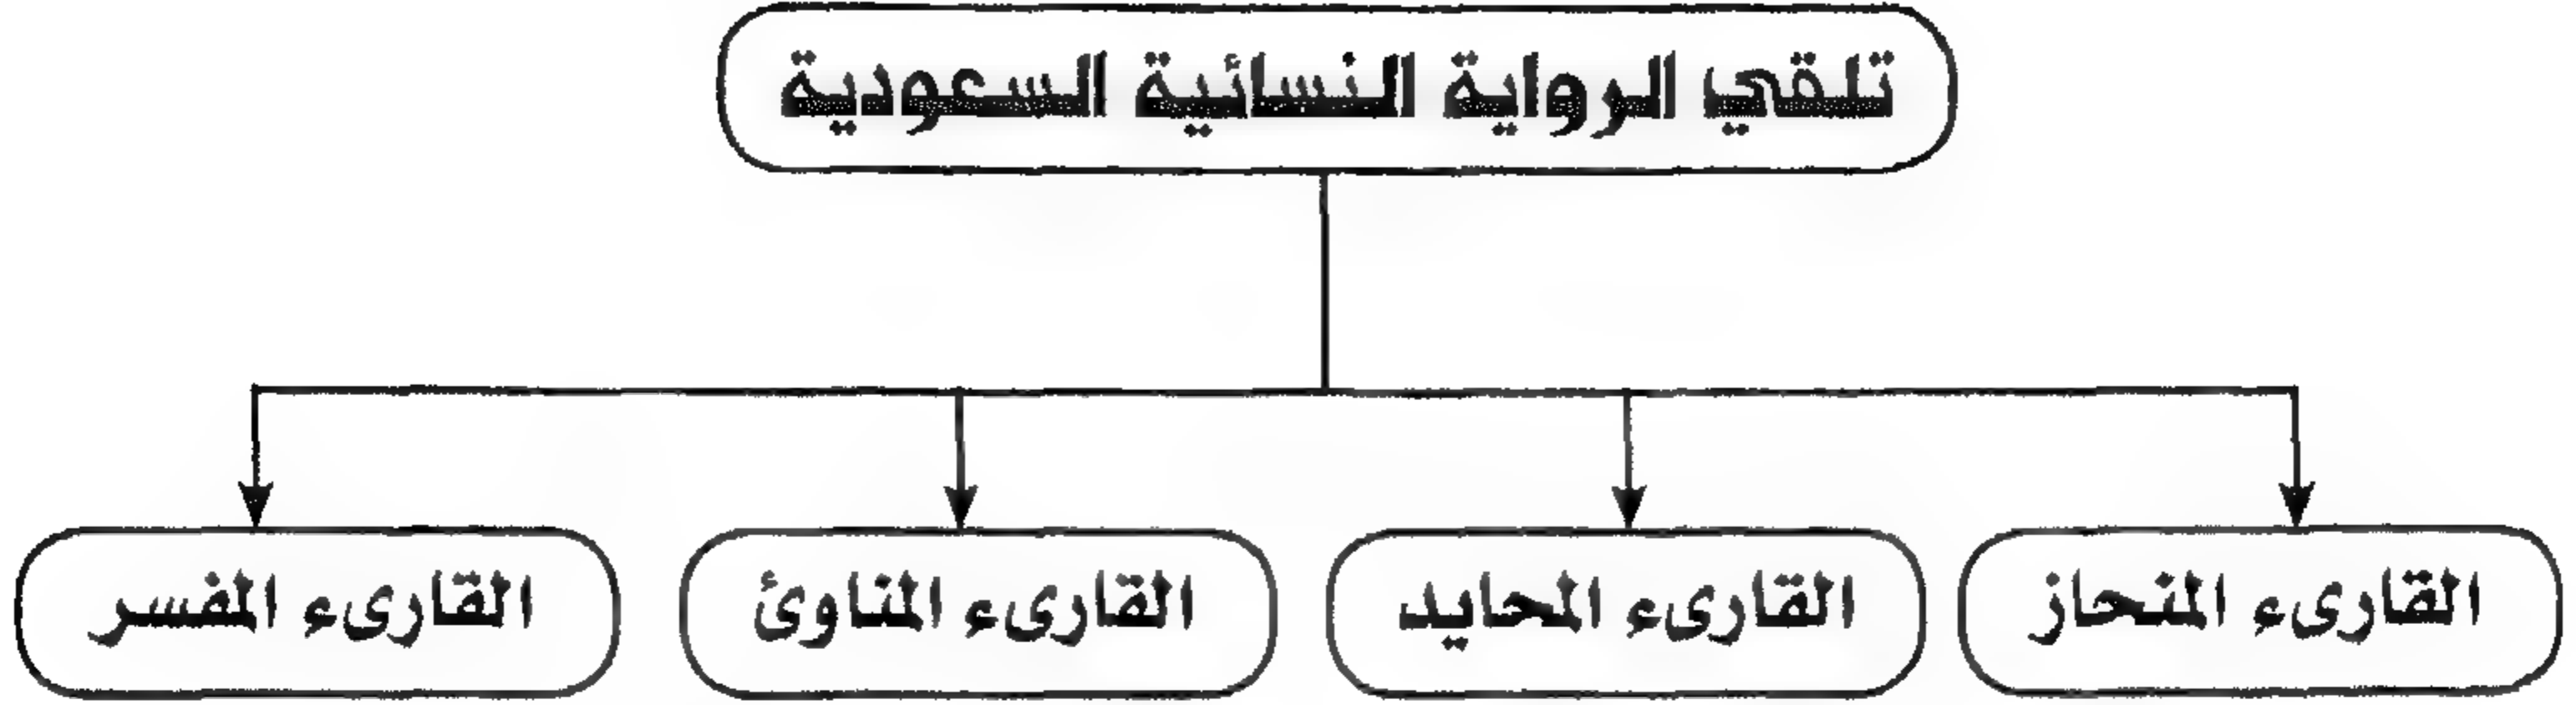 تلقي الرواية النسائية السعودية
القارىء المنحاز
القارىء المحايد
القارىء المناوئ
القارىء المفسر